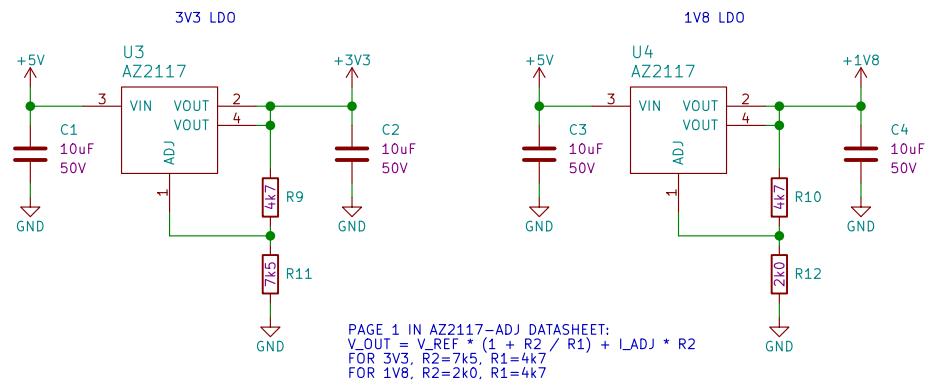 3V3 LDO
1V8 LDO
+5V
U3
AZ2117
+3V3
3
VIN
VOUT
2
VOUT
4
ADJ
1
C1
10uF
50V
GND
C2
10uF
50V
GND
4k7
R9
7k5
R11
GND
+5V
U4
AZ2117
+1V8
3
VIN
VOUT
2
VOUT
4
ADJ
1
C3
10uF
50V
GND
C4
10uF
50V
GND
4k7
R10
2k0
R12
GND
PAGE 1 IN AZ2117-ADJ DATASHEET:
V_OUT = V_REF * (1 + R2 / R1) + I_ADJ * R2
FOR 3V3, R2=7k5, R1=4k7
FOR 1V8, R2=2k0, R1=4k7